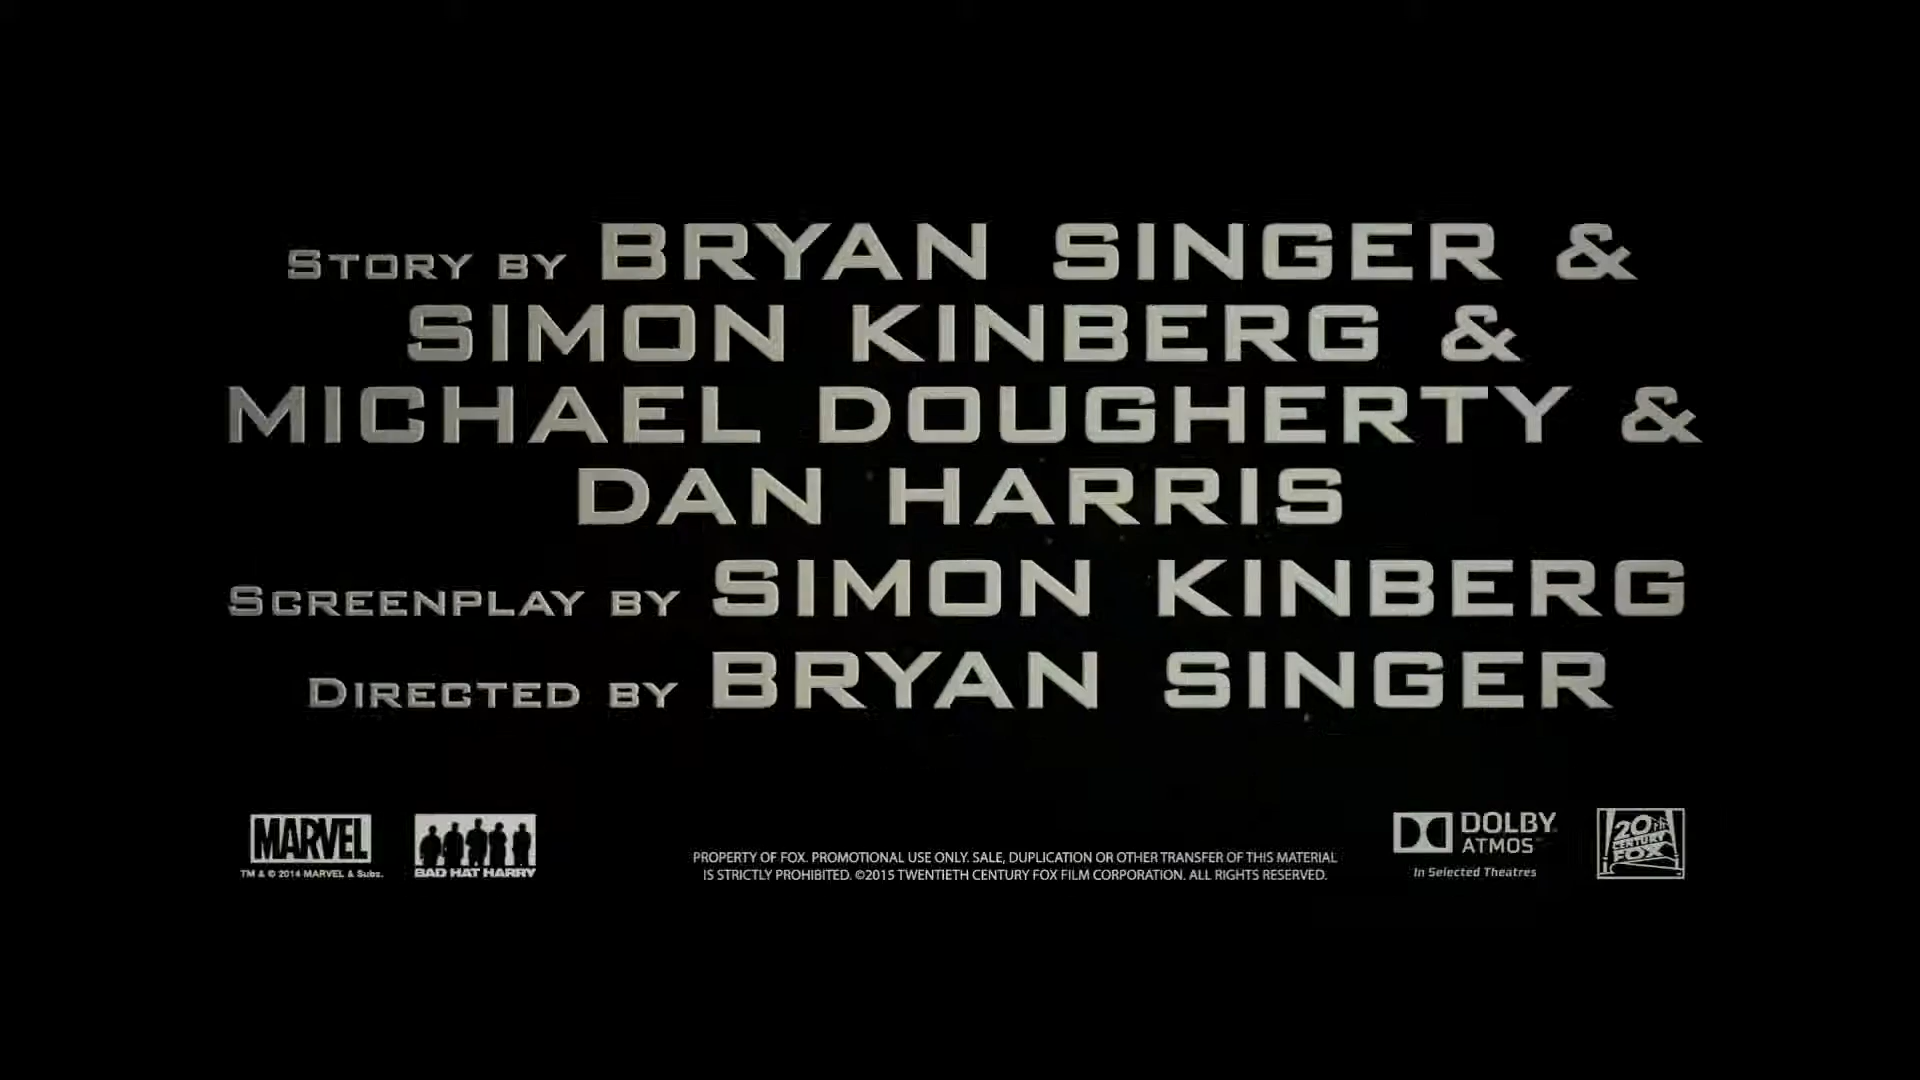 STORY BY BRYAN SINGER &
SIMON KINBERG &
MICHAEL DOUGHERTY &
DAN HARRIS
SCREENPLAY BY SIMON KINBERG
DIRECTED BY BRYAN SINGER
MARVEL
TM & © 2014 MARVEL & Subs.
BAD HAT HARRY
PROPERTY OF FOX. PROMOTIONAL USE ONLY. SALE, DUPLICATION OR OTHER TRANSFER OF THIS MATERIAL
IS STRICTLY PROHIBITED. ©2015 TWENTIETH CENTURY FOX FILM CORPORATION. ALL RIGHTS RESERVED.
DOLBY
ATMOS™
In Selected Theatres
20TH
CENTURY
FOX